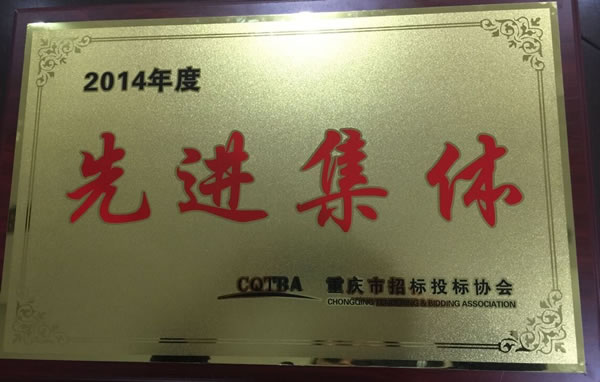 2014年度
先进集体
CQTBA 重庆市招标投标协会
CHONGQING TENDERING & BIDDING ASSOCIATION